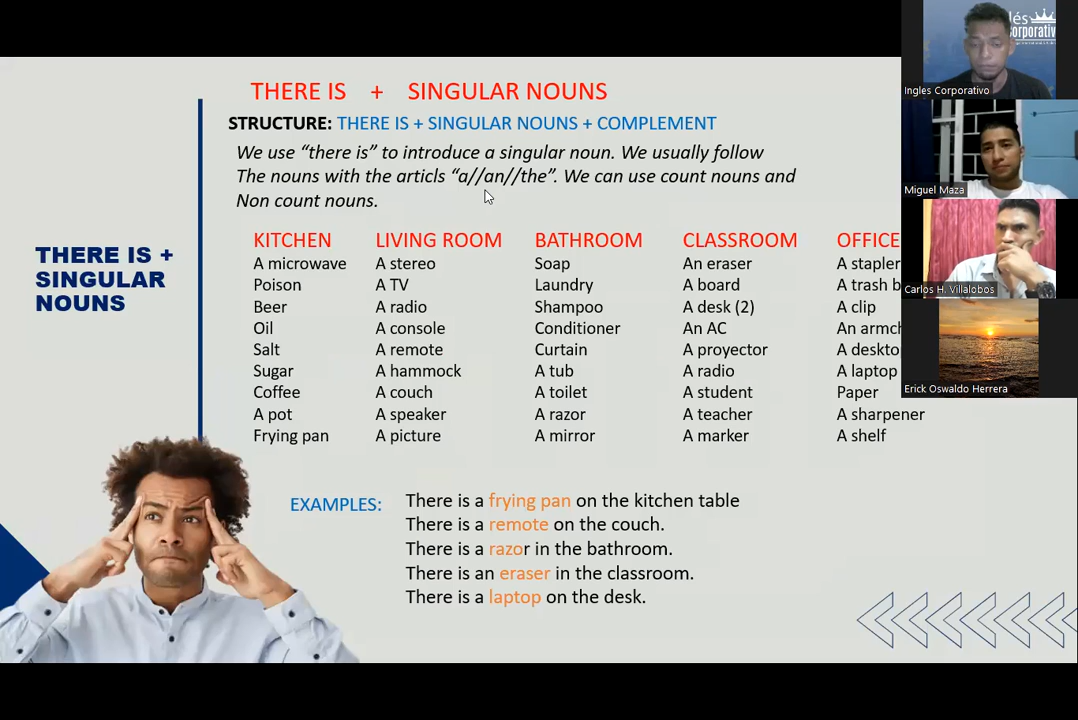 THERE IS + SINGULAR NOUNS
STRUCTURE: THERE IS + SINGULAR NOUNS + COMPLEMENT
We use “there is” to introduce a singular noun. We usually follow
The nouns with the articls “a//an//the”. We can use count nouns and
Non count nouns.
THERE IS +
SINGULAR
NOUNS
KITCHEN LIVING ROOM BATHROOM CLASSROOM OFFICE
A microwave A stereo Soap An eraser A stapler
Poison A TV Laundry A board A trash
Beer A radio Shampoo A desk (2) A clip
Oil A console Conditioner An AC An
Salt A remote Curtain A proyector A
Sugar A hammock A tub A radio A laptop
Coffee A couch A toilet A student Paper
A pot A speaker A razor A teacher A sharpener
Frying pan A picture A mirror A marker A shelf
EXAMPLES:
There is a frying pan on the kitchen table
There is a remote on the couch.
There is a razor in the bathroom.
There is an eraser in the classroom.
There is a laptop on the desk.
Ingles Corporativo
Miguel Maza
Carlos H. Villalobos
Erick Oswaldo Herrera